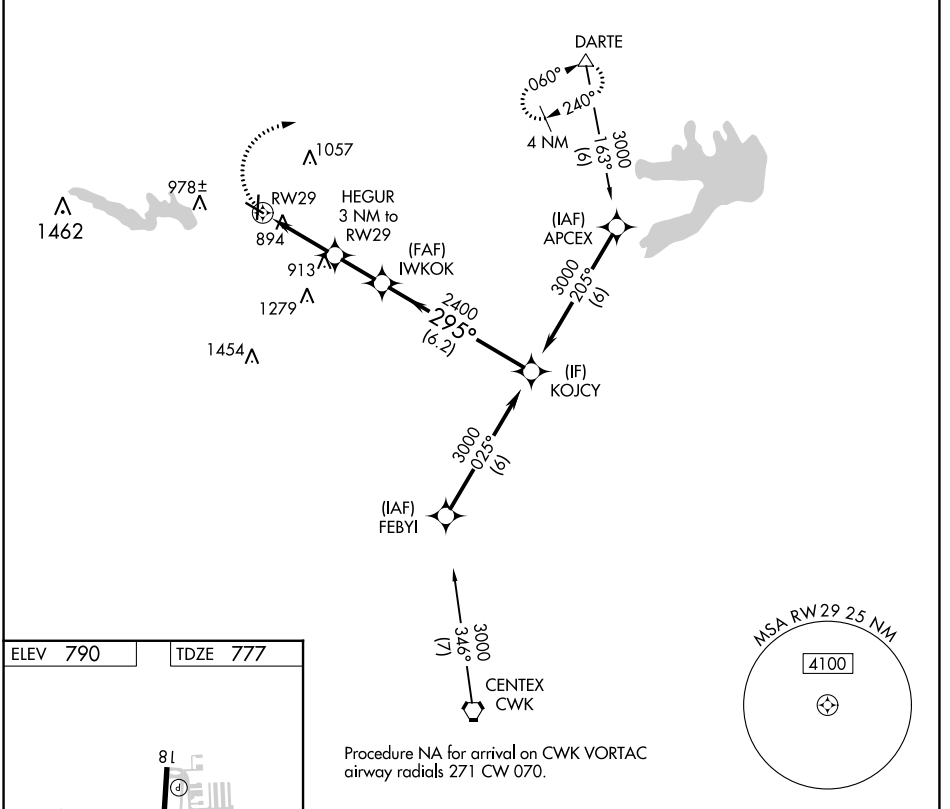 DARTE
060°
240°
4 NM
3000
163°
(6)
1057
978±
1462
RW29
894
HEGUR
3 NM to
RW29
913
(FAF)
IWKOK
1279
1454
2400
295°
(6.2)
(IAF)
APCEX
3000
205°
(6)
(IF)
KOJCY
3000
025°
(6)
(IAF)
FEBYI
3000
346°
(7)
CENTEX
CWK
Procedure NA for arrival on CWK VORTAC
airway radials 271 CW 070.
MSA RW29 25 NM
4100
ELEV 790
TDZE 777
18
P